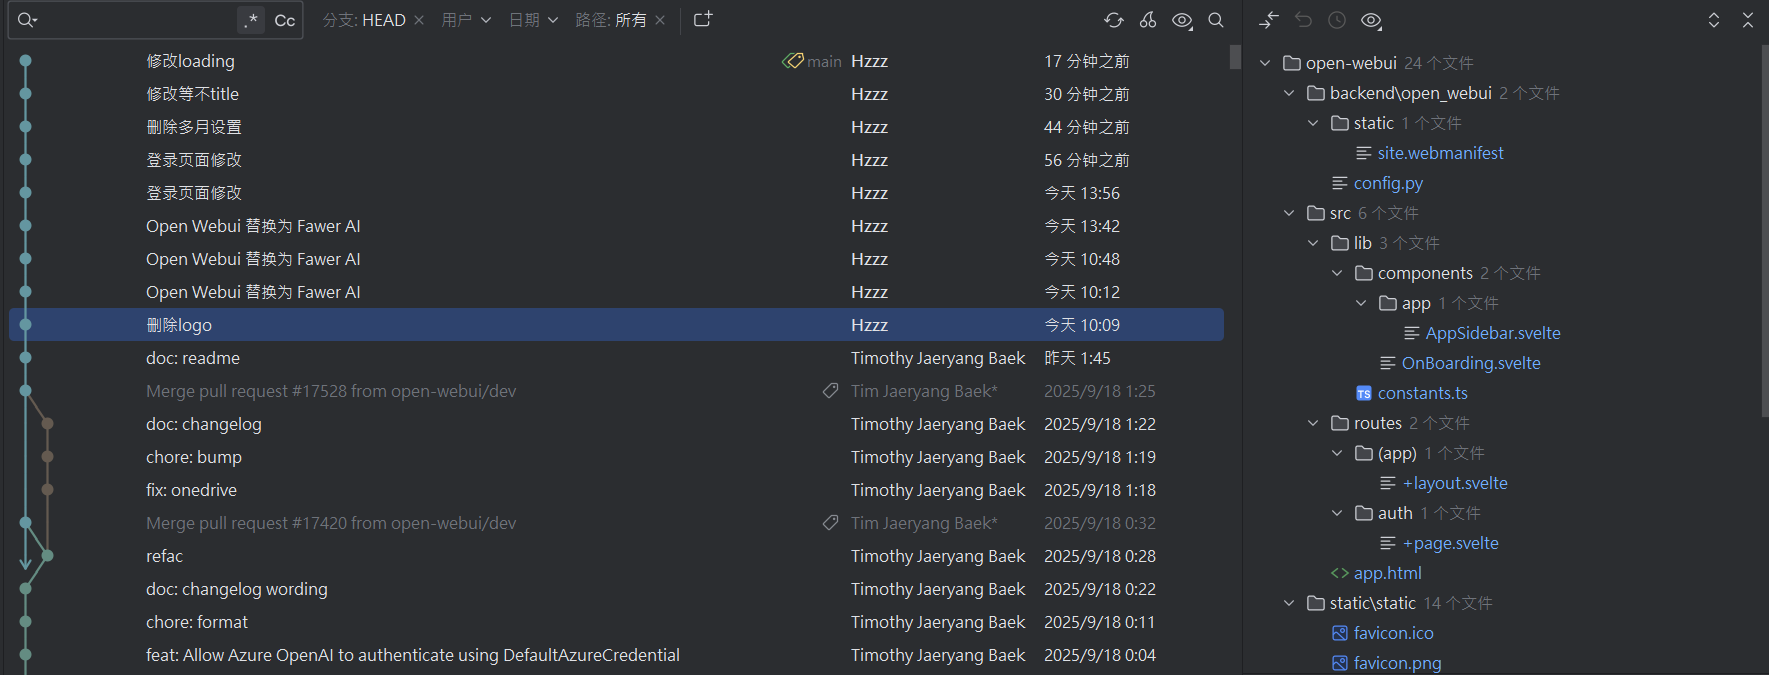 .* Cc 分支: HEAD 用户 日期 路径: 所有
修改loading main Hzzz 17 分钟之前
修改等不title Hzzz 30 分钟之前
删除多月设置 Hzzz 44 分钟之前
登录页面修改 Hzzz 56 分钟之前
登录页面修改 Hzzz 今天 13:56
Open Webui 替换为 Fawer AI Hzzz 今天 13:42
Open Webui 替换为 Fawer AI Hzzz 今天 10:48
Open Webui 替换为 Fawer AI Hzzz 今天 10:12
删除logo Hzzz 今天 10:09
doc: readme Timothy Jaeryang Baek 昨天 1:45
Merge pull request #17528 from open-webui/dev Tim Jaeryang Baek* 2025/9/18 1:25
doc: changelog Timothy Jaeryang Baek 2025/9/18 1:22
chore: bump Timothy Jaeryang Baek 2025/9/18 1:19
fix: onedrive Timothy Jaeryang Baek 2025/9/18 1:18
Merge pull request #17420 from open-webui/dev Tim Jaeryang Baek* 2025/9/18 0:32
refac Timothy Jaeryang Baek 2025/9/18 0:28
doc: changelog wording Timothy Jaeryang Baek 2025/9/18 0:22
chore: format Timothy Jaeryang Baek 2025/9/18 0:11
feat: Allow Azure OpenAI to authenticate using DefaultAzureCredential Timothy Jaeryang Baek 2025/9/18 0:04
open-webui 24 个文件
backend\open_webui 2 个文件
static 1 个文件
site.webmanifest
config.py
src 6 个文件
lib 3 个文件
components 2 个文件
app 1 个文件
AppSidebar.svelte
OnBoarding.svelte
TS constants.ts
routes 2 个文件
(app) 1 个文件
+layout.svelte
auth 1 个文件
+page.svelte
<> app.html
static\static 14 个文件
favicon.ico
favicon.png